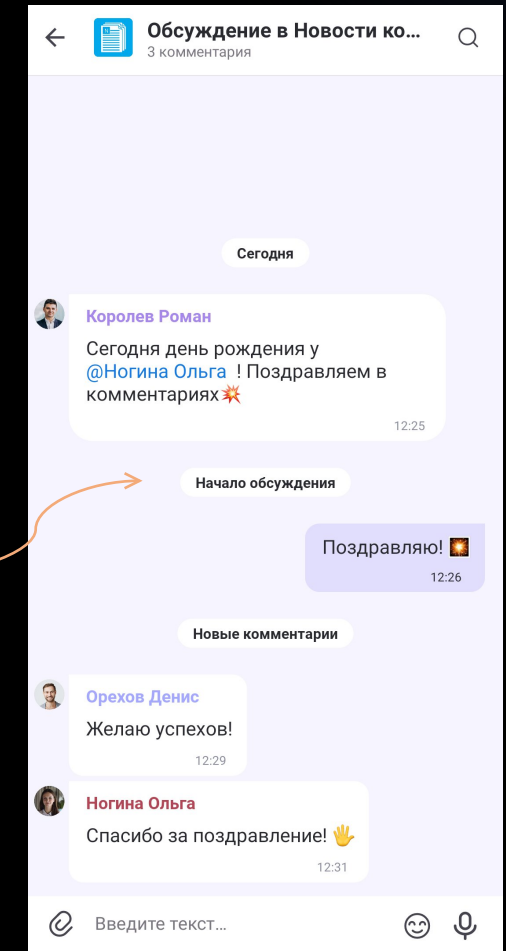 Обсуждение в Новости ко...
3 комментария
Сегодня
Королев Роман
Сегодня день рождения у
@Ногина Ольга ! Поздравляем в
комментариях💥
12:25
Начало обсуждения
Поздравляю! 🎇
12:26
Новые комментарии
Орехов Денис
Желаю успехов!
12:29
Ногина Ольга
Спасибо за поздравление! 🖐
12:31
Введите текст...